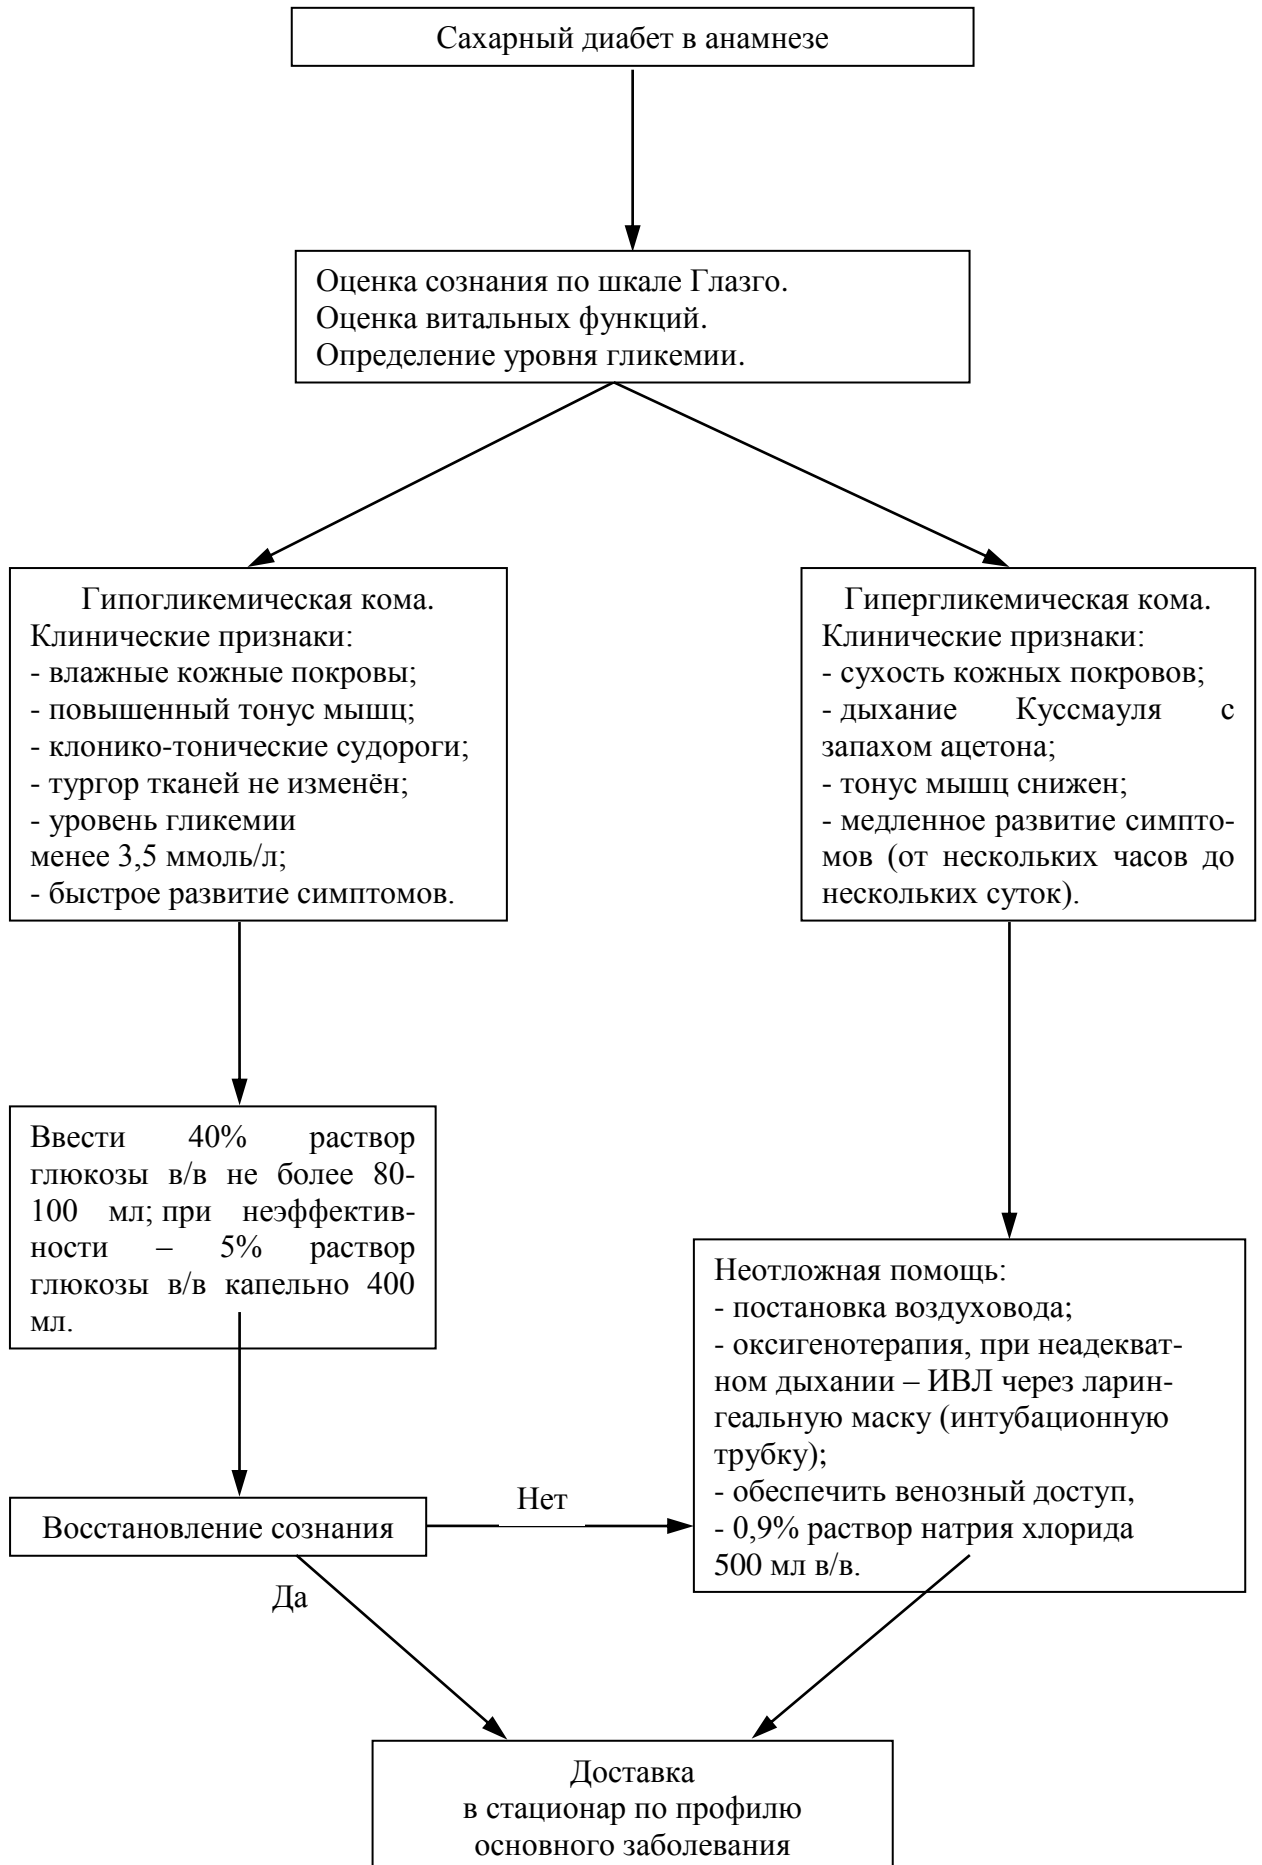 Сахарный диабет в анамнезе
Оценка сознания по шкале Глазго.
Оценка витальных функций.
Определение уровня гликемии.
Гипогликемическая кома.
Клинические признаки:
- влажные кожные покровы;
- повышенный тонус мышц;
- клонико-тонические судороги;
- тургор тканей не изменён;
- уровень гликемии
менее 3,5 ммоль/л;
- быстрое развитие симптомов.
Гипергликемическая кома.
Клинические признаки:
- сухость кожных покровов;
- дыхание Куссмауля с
запахом ацетона;
- тонус мышц снижен;
- медленное развитие симпто-
мов (от нескольких часов до
нескольких суток).
Ввести 40% раствор
глюкозы в/в не более 80-
100 мл; при неэффектив-
ности – 5% раствор
глюкозы в/в капельно 400
мл.
Неотложная помощь:
- постановка воздуховода;
- оксигенотерапия, при неадекват-
ном дыхании – ИВЛ через ларин-
геальную маску (интубационную
трубку);
- обеспечить венозный доступ,
- 0,9% раствор натрия хлорида
500 мл в/в.
Восстановление сознания
Нет
Да
Доставка
в стационар по профилю
основного заболевания